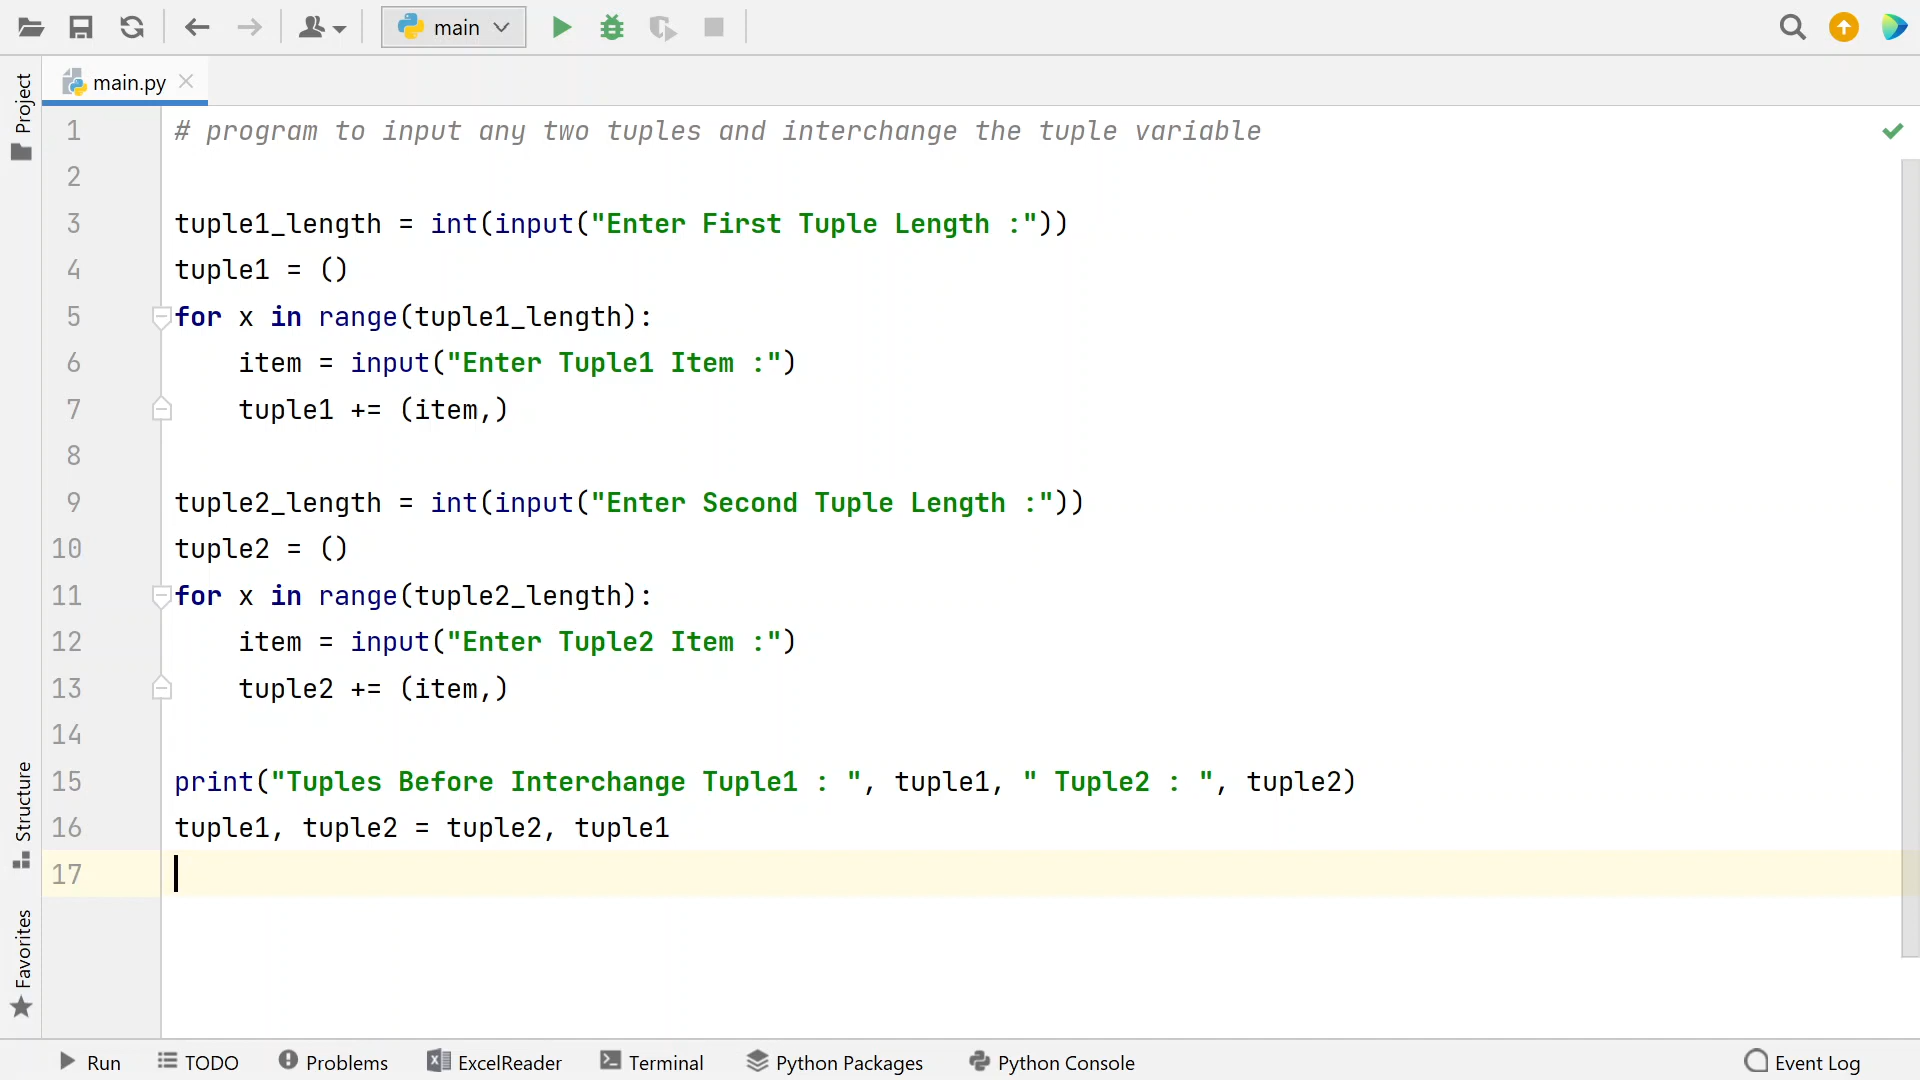 main
main.py
Project
1 # program to input any two tuples and interchange the tuple variable
2
3 tuple1_length = int(input("Enter First Tuple Length :"))
4 tuple1 = ()
5 for x in range(tuple1_length):
6     item = input("Enter Tuple1 Item :")
7     tuple1 += (item,)
8
9 tuple2_length = int(input("Enter Second Tuple Length :"))
10 tuple2 = ()
11 for x in range(tuple2_length):
12     item = input("Enter Tuple2 Item :")
13     tuple2 += (item,)
14
15 print("Tuples Before Interchange Tuple1 : ", tuple1, " Tuple2 : ", tuple2)
16 tuple1, tuple2 = tuple2, tuple1
17
Structure
Favorites
Run TODO Problems ExcelReader Terminal Python Packages Python Console Event Log